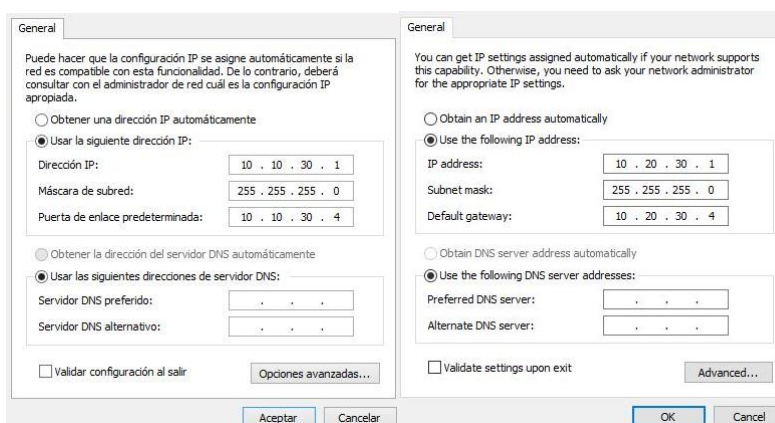 General
Puede hacer que la configuración IP se asigne automáticamente si la
red es compatible con esta funcionalidad. De lo contrario, deberá
consultar con el administrador de red cuál es la configuración IP
apropiada.
Obtener una dirección IP automáticamente
Usar la siguiente dirección IP:
Dirección IP: 10 . 10 . 30 . 1
Máscara de subred: 255 . 255 . 255 . 0
Puerta de enlace predeterminada: 10 . 10 . 30 . 4
Obtener la dirección del servidor DNS automáticamente
Usar las siguientes direcciones de servidor DNS:
Servidor DNS preferido: . . .
Servidor DNS alternativo: . . .
Validar configuración al salir
Opciones avanzadas...
Aceptar Cancelar
General
You can get IP settings assigned automatically if your network supports
this capability. Otherwise, you need to ask your network administrator
for the appropriate IP settings.
Obtain an IP address automatically
Use the following IP address:
IP address: 10 . 20 . 30 . 1
Subnet mask: 255 . 255 . 255 . 0
Default gateway: 10 . 20 . 30 . 4
Obtain DNS server address automatically
Use the following DNS server addresses:
Preferred DNS server: . . .
Alternate DNS server: . . .
Validate settings upon exit
Advanced...
OK Cancel